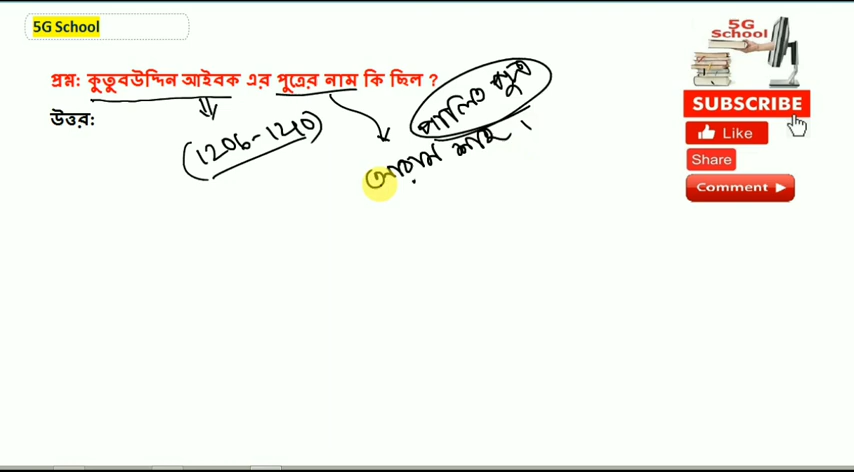 5G School
প্রশ্ন: কুতুবউদ্দিন আইবক এর পুত্রের নাম কি ছিল ?
পালিত পুত্র
উত্তর:
(1206-1210)
আরাম শাহ ।
5G
School
SUBSCRIBE
Like
Share
Comment